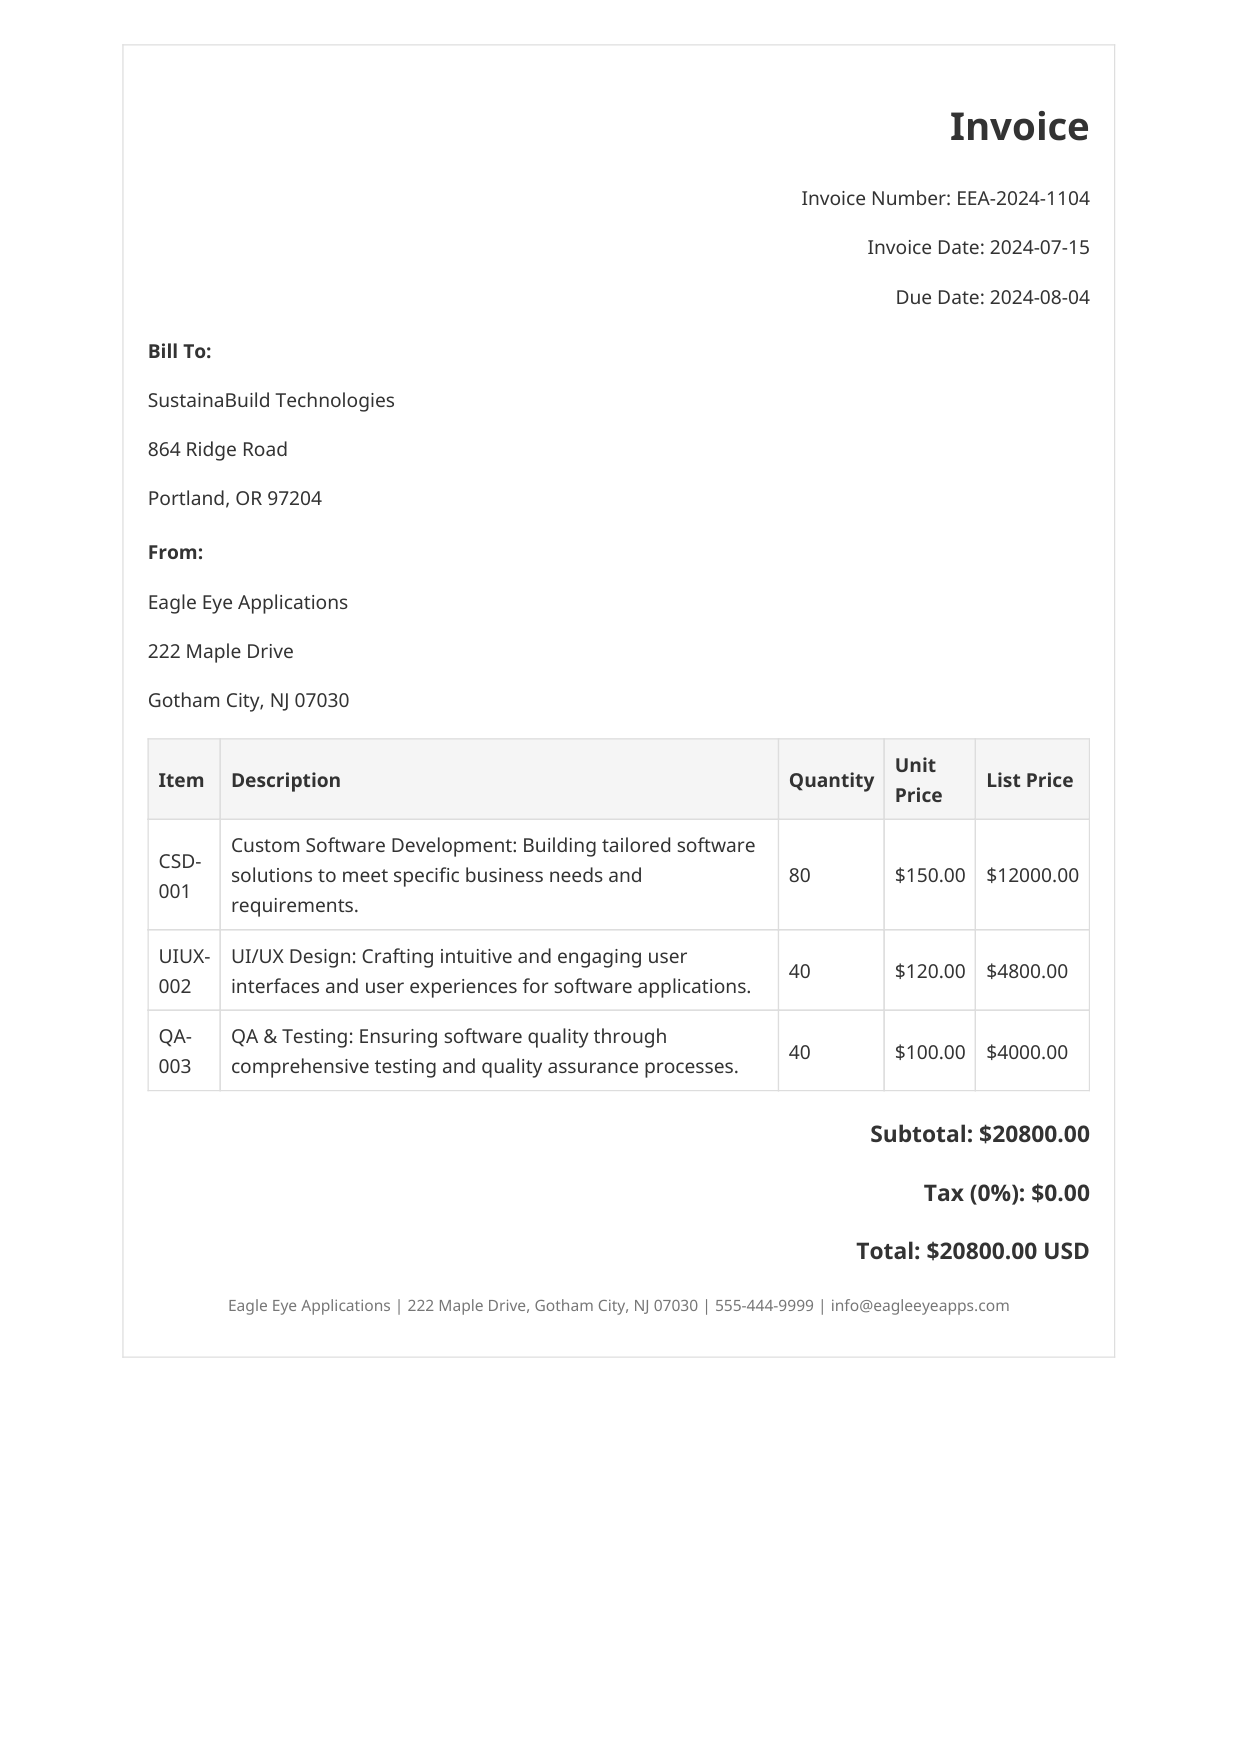 Invoice
Invoice Number: EEA-2024-1104
Invoice Date: 2024-07-15
Due Date: 2024-08-04
Bill To:
SustainaBuild Technologies
864 Ridge Road
Portland, OR 97204
From:
Eagle Eye Applications
222 Maple Drive
Gotham City, NJ 07030
Item Description Quantity Unit Price List Price
CSD-001 Custom Software Development: Building tailored software
solutions to meet specific business needs and
requirements. 80 $150.00 $12000.00
UIUX-002 UI/UX Design: Crafting intuitive and engaging user
interfaces and user experiences for software applications. 40 $120.00 $4800.00
QA-003 QA & Testing: Ensuring software quality through
comprehensive testing and quality assurance processes. 40 $100.00 $4000.00
Subtotal: $20800.00
Tax (0%): $0.00
Total: $20800.00 USD
Eagle Eye Applications | 222 Maple Drive, Gotham City, NJ 07030 | 555-444-9999 | info@eagleeyeapps.com